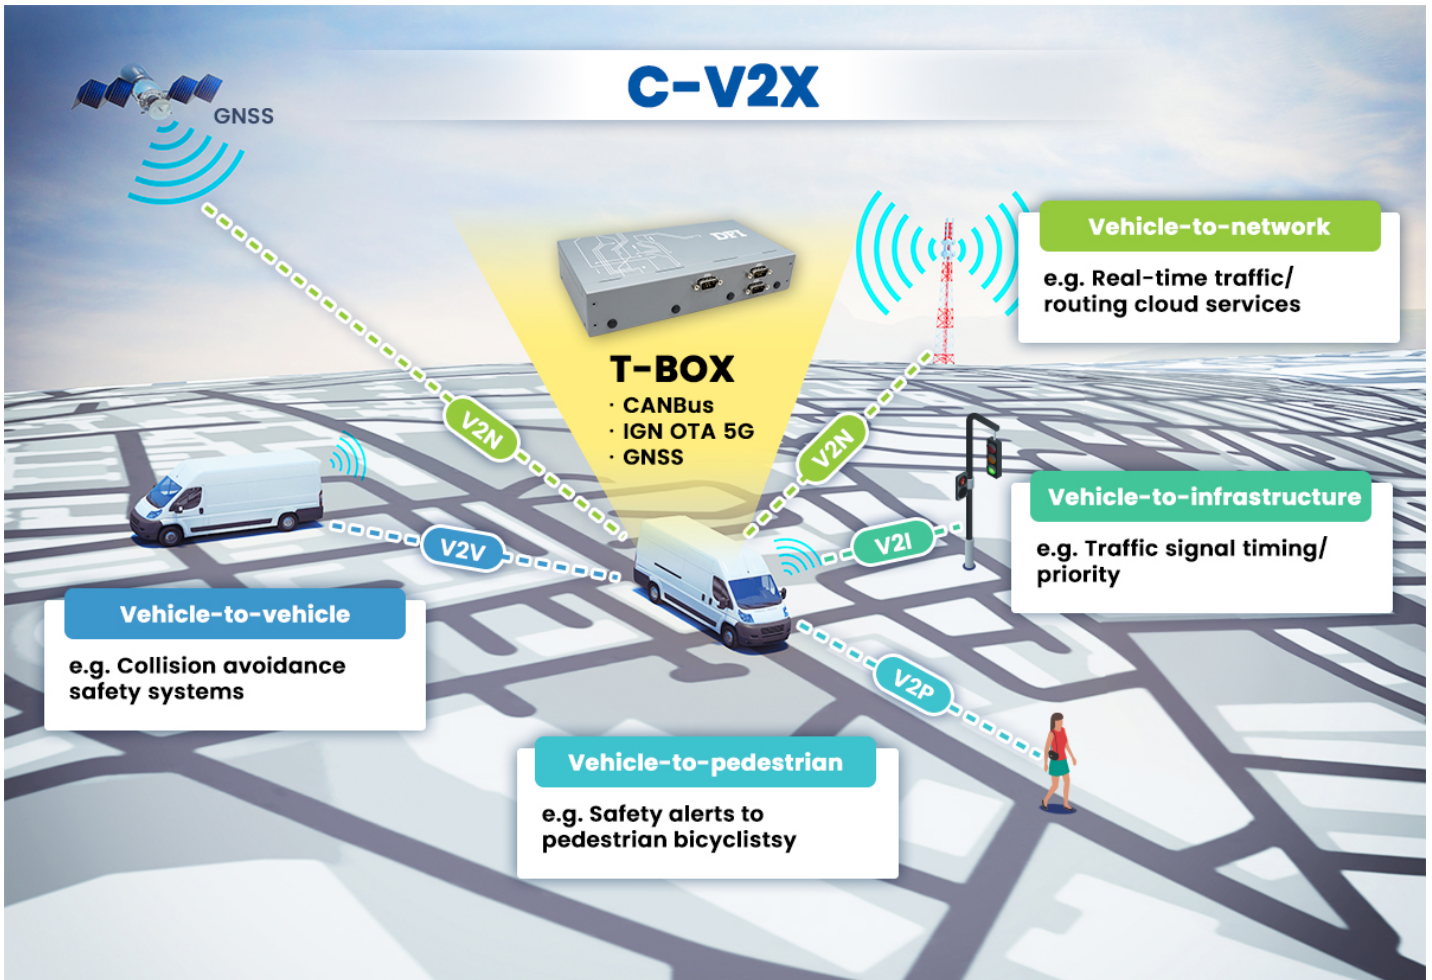 C-V2X
GNSS
DFI
T-BOX
· CANBus
· IGN OTA 5G
· GNSS
Vehicle-to-network
e.g. Real-time traffic/
routing cloud services
V2N
V2N
V2V
V2I
V2P
Vehicle-to-infrastructure
e.g. Traffic signal timing/
priority
Vehicle-to-vehicle
e.g. Collision avoidance
safety systems
Vehicle-to-pedestrian
e.g. Safety alerts to
pedestrian bicyclistsy